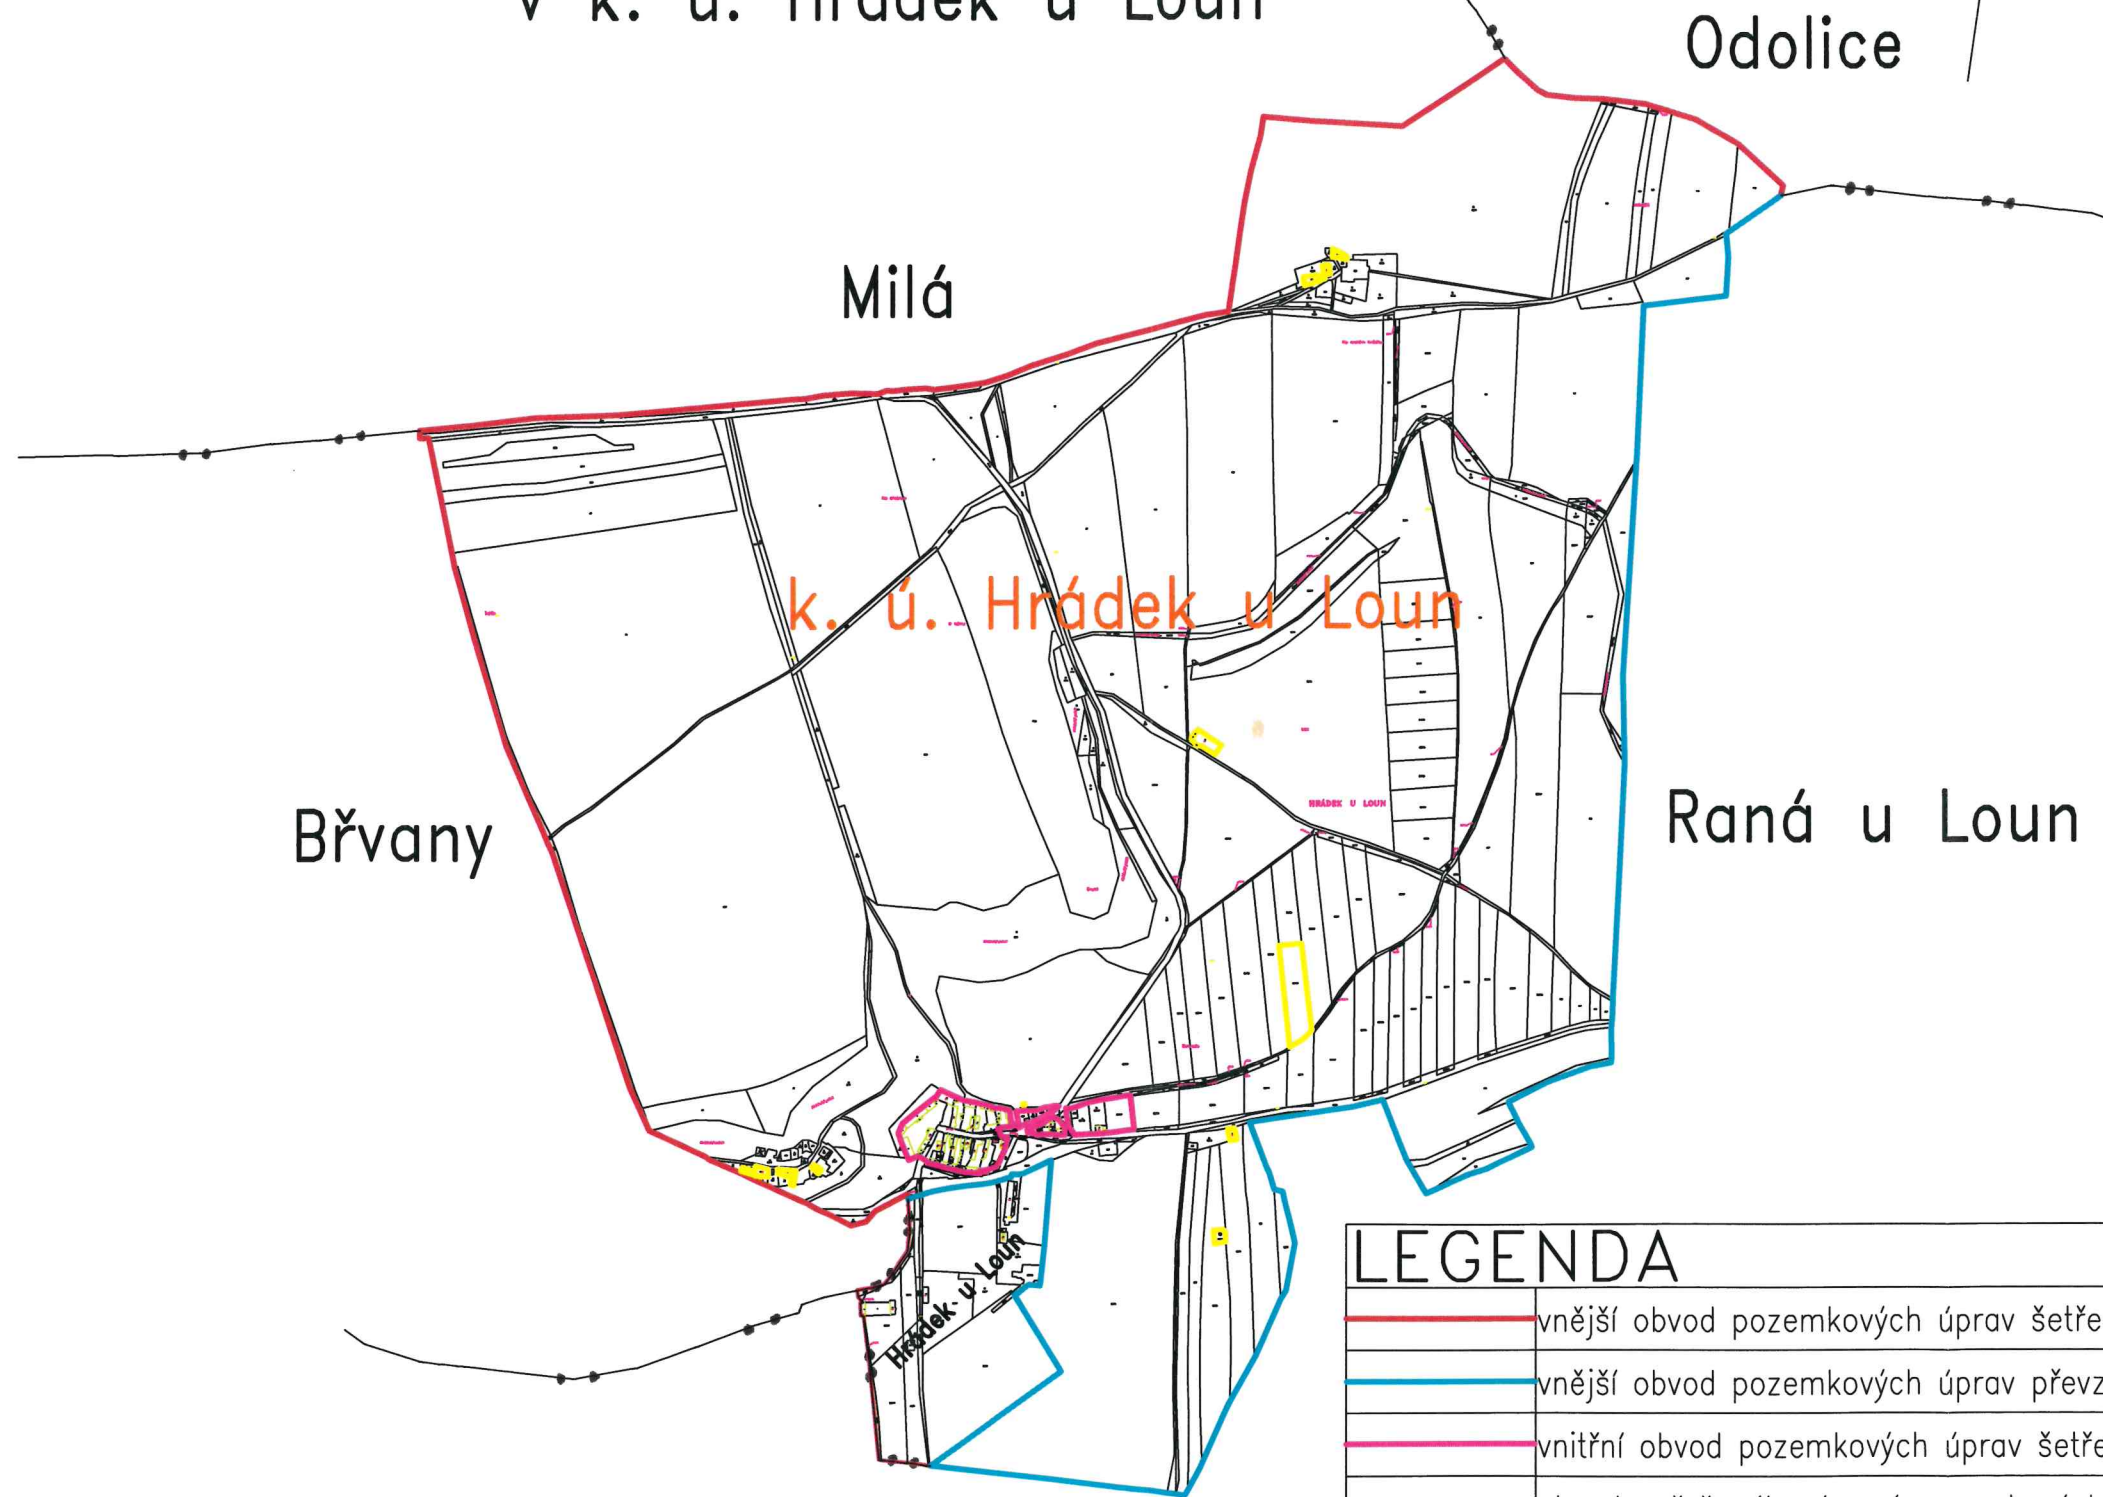 v k. ú. Hrádek u Loun
Odolice
Milá
k. ú. Hrádek u Loun
HRÁDEK U LOUN
Břvany
Raná u Loun
Hrádek u Loun
LEGENDA
vnější obvod pozemkových úprav šetře
vnější obvod pozemkových úprav převz
vnitřní obvod pozemkových úprav šetře